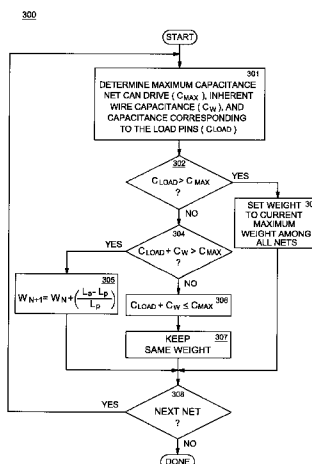 300
START
301
DETERMINE MAXIMUM CAPACITANCE
NET CAN DRIVE ( CMAX ), INHERENT
WIRE CAPACITANCE ( CW ), AND
CAPACITANCE CORRESPONDING
TO THE LOAD PINS ( CLOAD )
302
CLOAD > CMAX
?
YES
NO
30
SET WEIGHT
TO CURRENT
MAXIMUM
WEIGHT AMONG
ALL NETS
304
CLOAD + CW > CMAX
?
YES
NO
305
WN+1 = WN + ( La - Lp / Lp )
306
CLOAD + CW ≤ CMAX
307
KEEP
SAME WEIGHT
308
NEXT NET
?
YES
NO
DONE